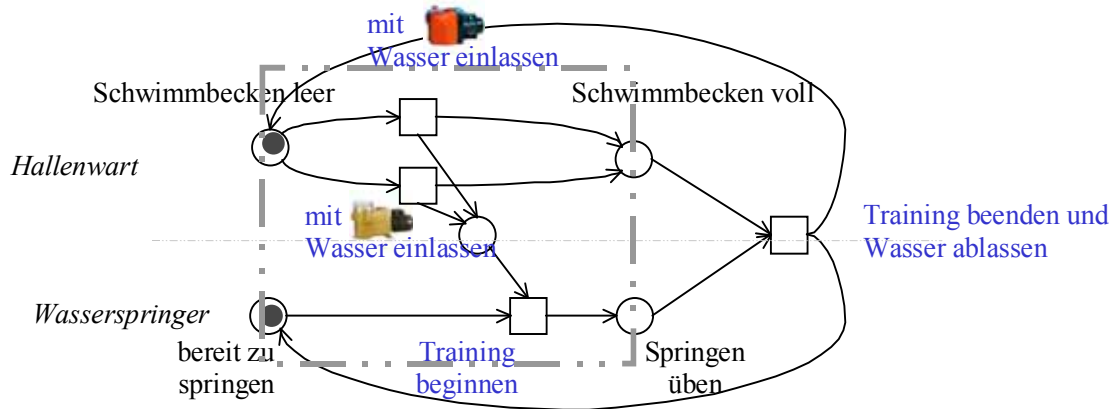 mit
Wasser einlassen
Schwimmbecken leer
Schwimmbecken voll
Hallenwart
mit
Wasser einlassen
Training beenden und
Wasser ablassen
Wasserspringer
bereit zu
springen
Training
beginnen
Springen
üben